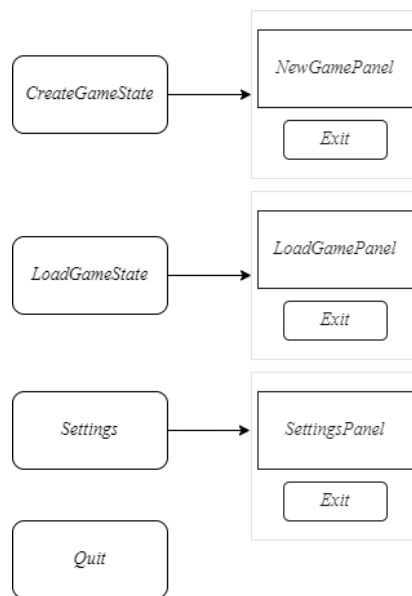 NewGamePanel
CreateGameState
Exit
LoadGamePanel
LoadGameState
Exit
Settings
SettingsPanel
Exit
Quit